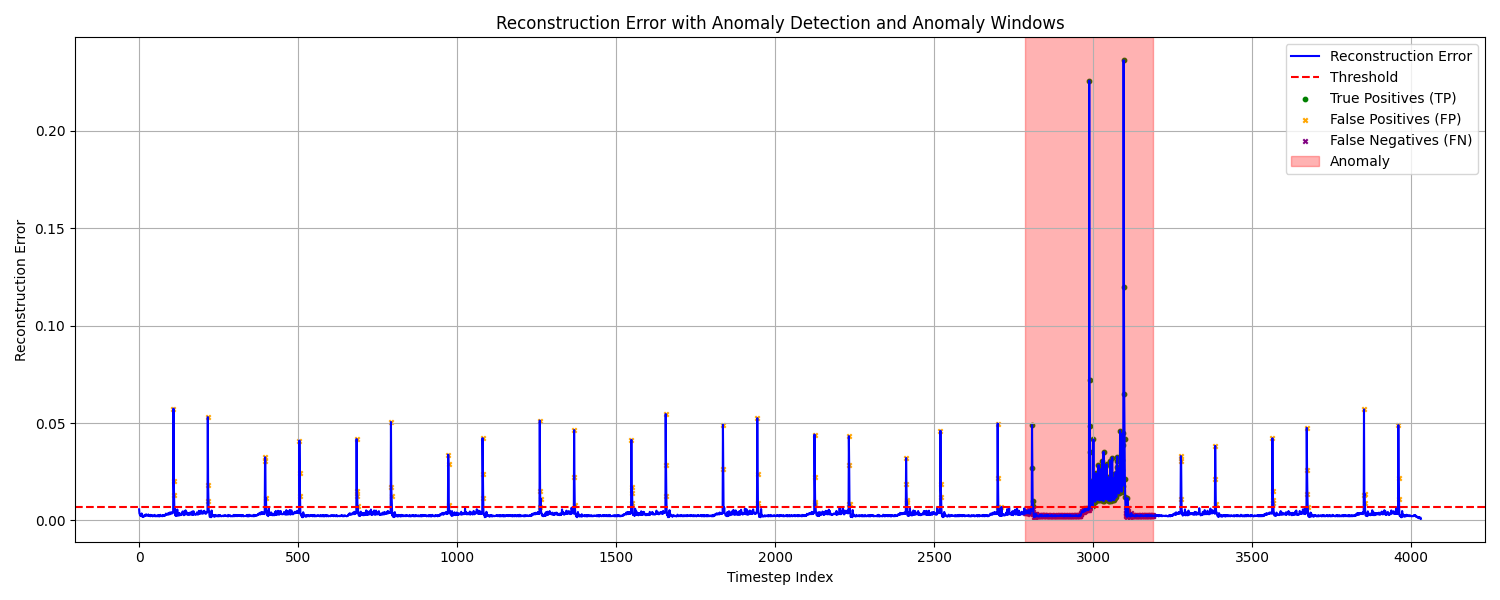 Reconstruction Error with Anomaly Detection and Anomaly Windows
Reconstruction Error
Threshold
True Positives (TP)
False Positives (FP)
False Negatives (FN)
Anomaly
Reconstruction Error
0.20
0.15
0.10
0.05
0.00
0 500 1000 1500 2000 2500 3000 3500 4000
Timestep Index